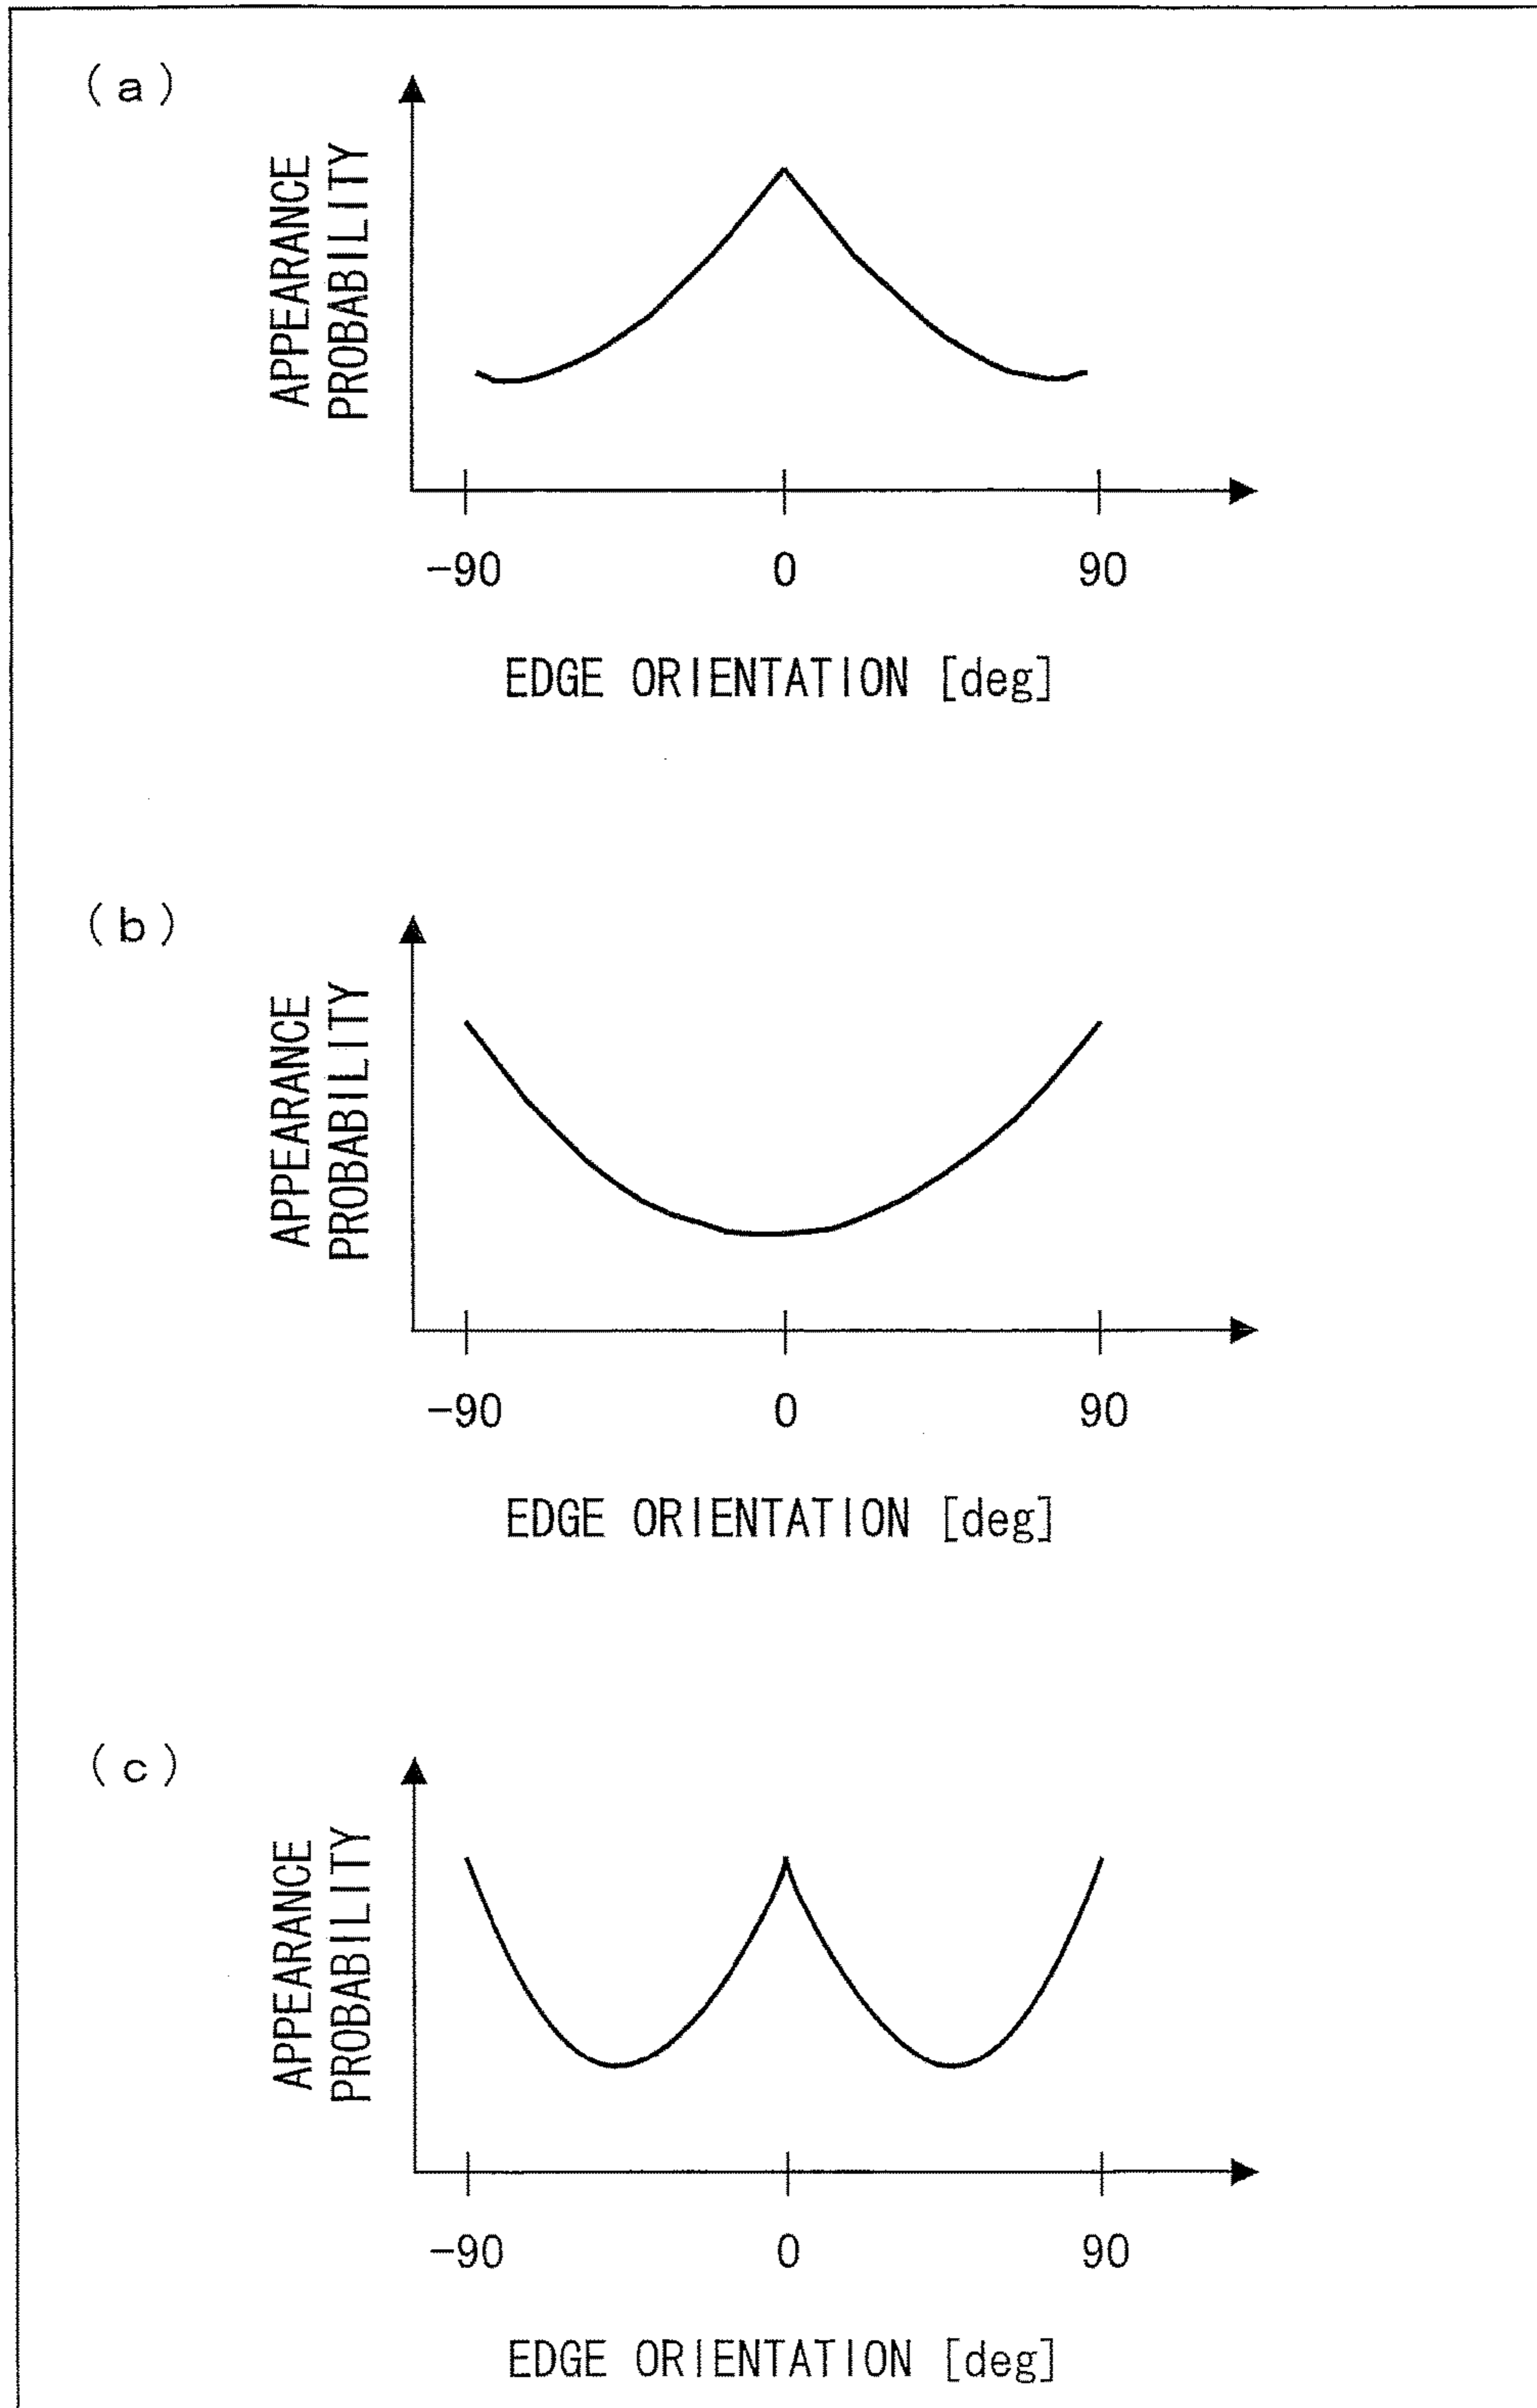 (a)
APPEARANCE
PROBABILITY
-90 0 90
EDGE ORIENTATION [deg]
(b)
APPEARANCE
PROBABILITY
-90 0 90
EDGE ORIENTATION [deg]
(c)
APPEARANCE
PROBABILITY
-90 0 90
EDGE ORIENTATION [deg]